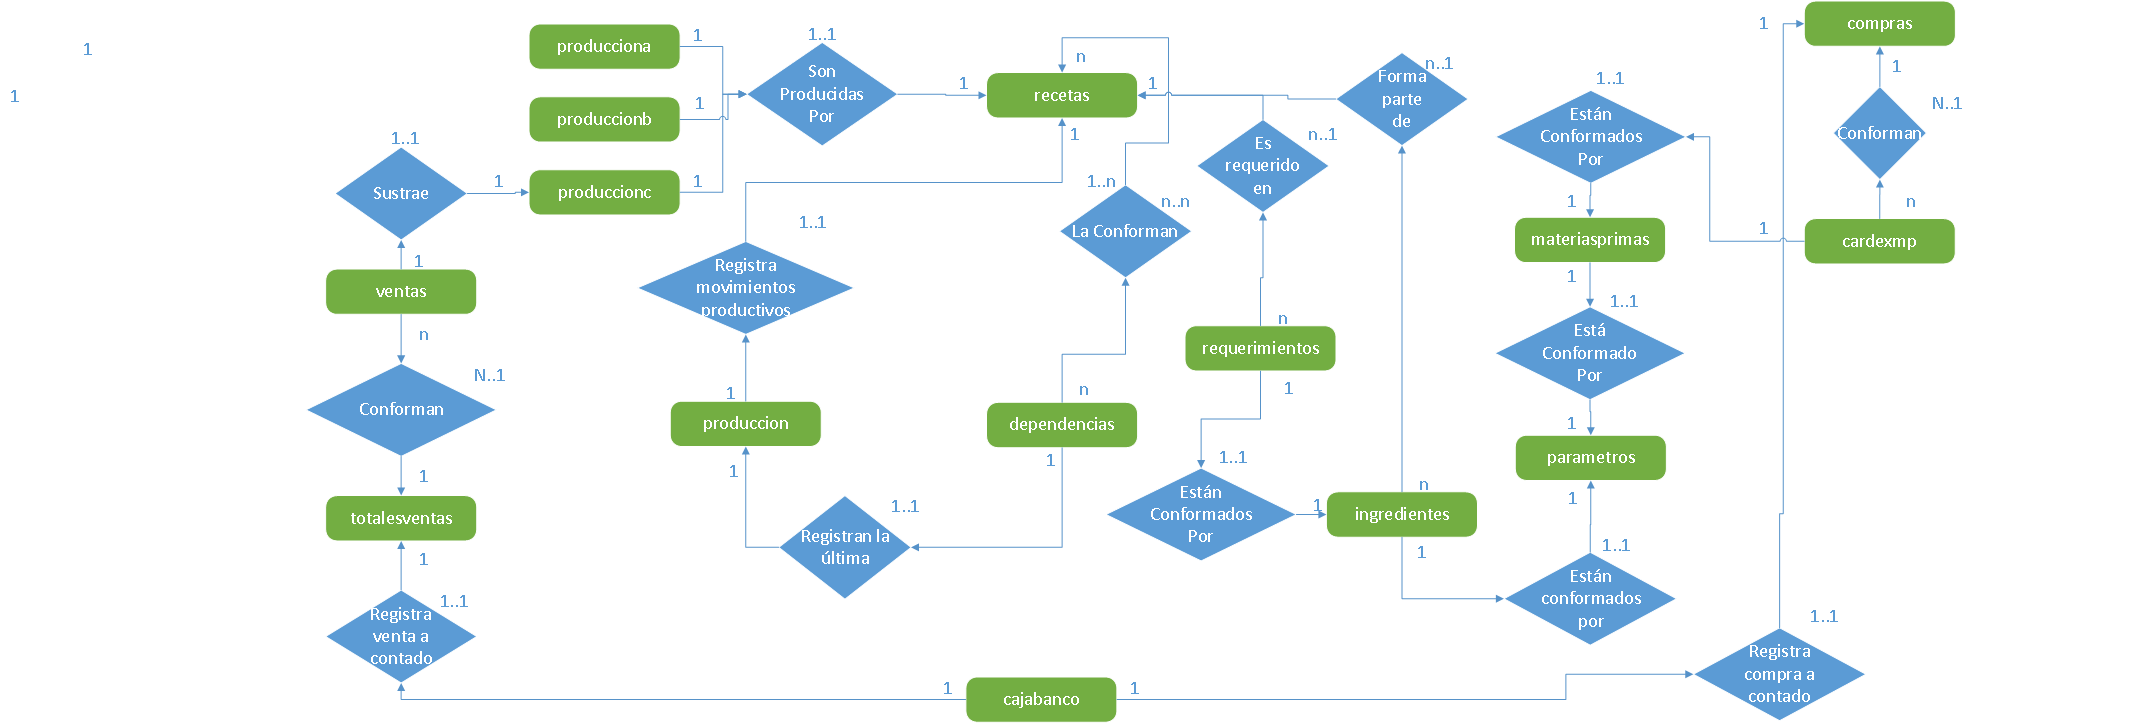 1
1
producciona
1
produccionb
1
produccionc
1
1..1
Son
Producidas
Por
1
recetas
n
1
1
1..1
Sustrae
1
1
ventas
n
N..1
Conforman
1
totalesventas
1
1..1
Registra
venta a
contado
1..1
Registra
movimientos
productivos
1
produccion
1
1..n
n..n
La Conforman
n
dependencias
1
1..1
Registran la
última
n..1
Es
requerido
en
n
requerimientos
1
1..1
Están
Conformados
Por
1
n..1
Forma
parte
de
n
ingredientes
1
1..1
Están
Conformados
Por
1
materiasprimas
1
1..1
Está
Conformado
Por
1
parametros
1
1..1
Están
conformados
por
1
compras
1
N..1
Conforman
n
1
cardexmp
1..1
Registra
compra a
contado
1
cajabanco
1